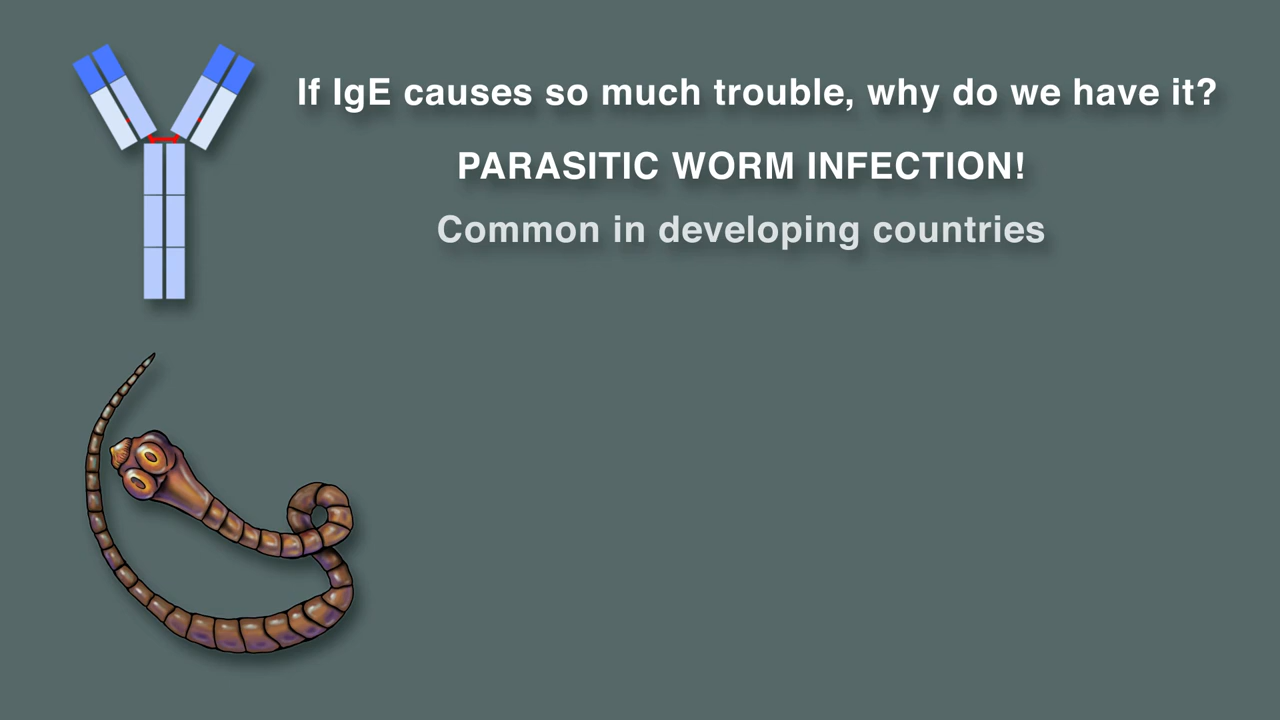 If IgE causes so much trouble, why do we have it?
PARASITIC WORM INFECTION!
Common in developing countries